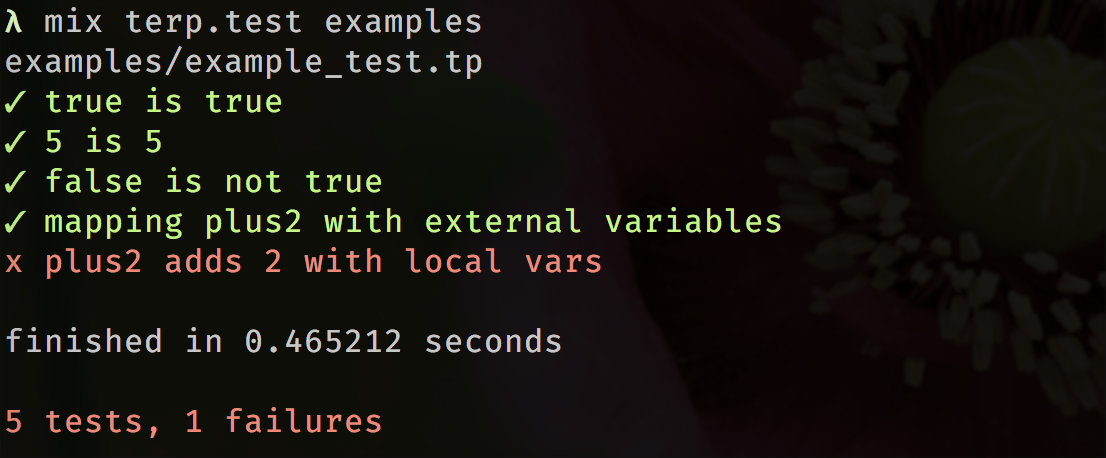 λ mix terp.test examples
examples/example_test.tp
✓ true is true
✓ 5 is 5
✓ false is not true
✓ mapping plus2 with external variables
x plus2 adds 2 with local vars
finished in 0.465212 seconds
5 tests, 1 failures